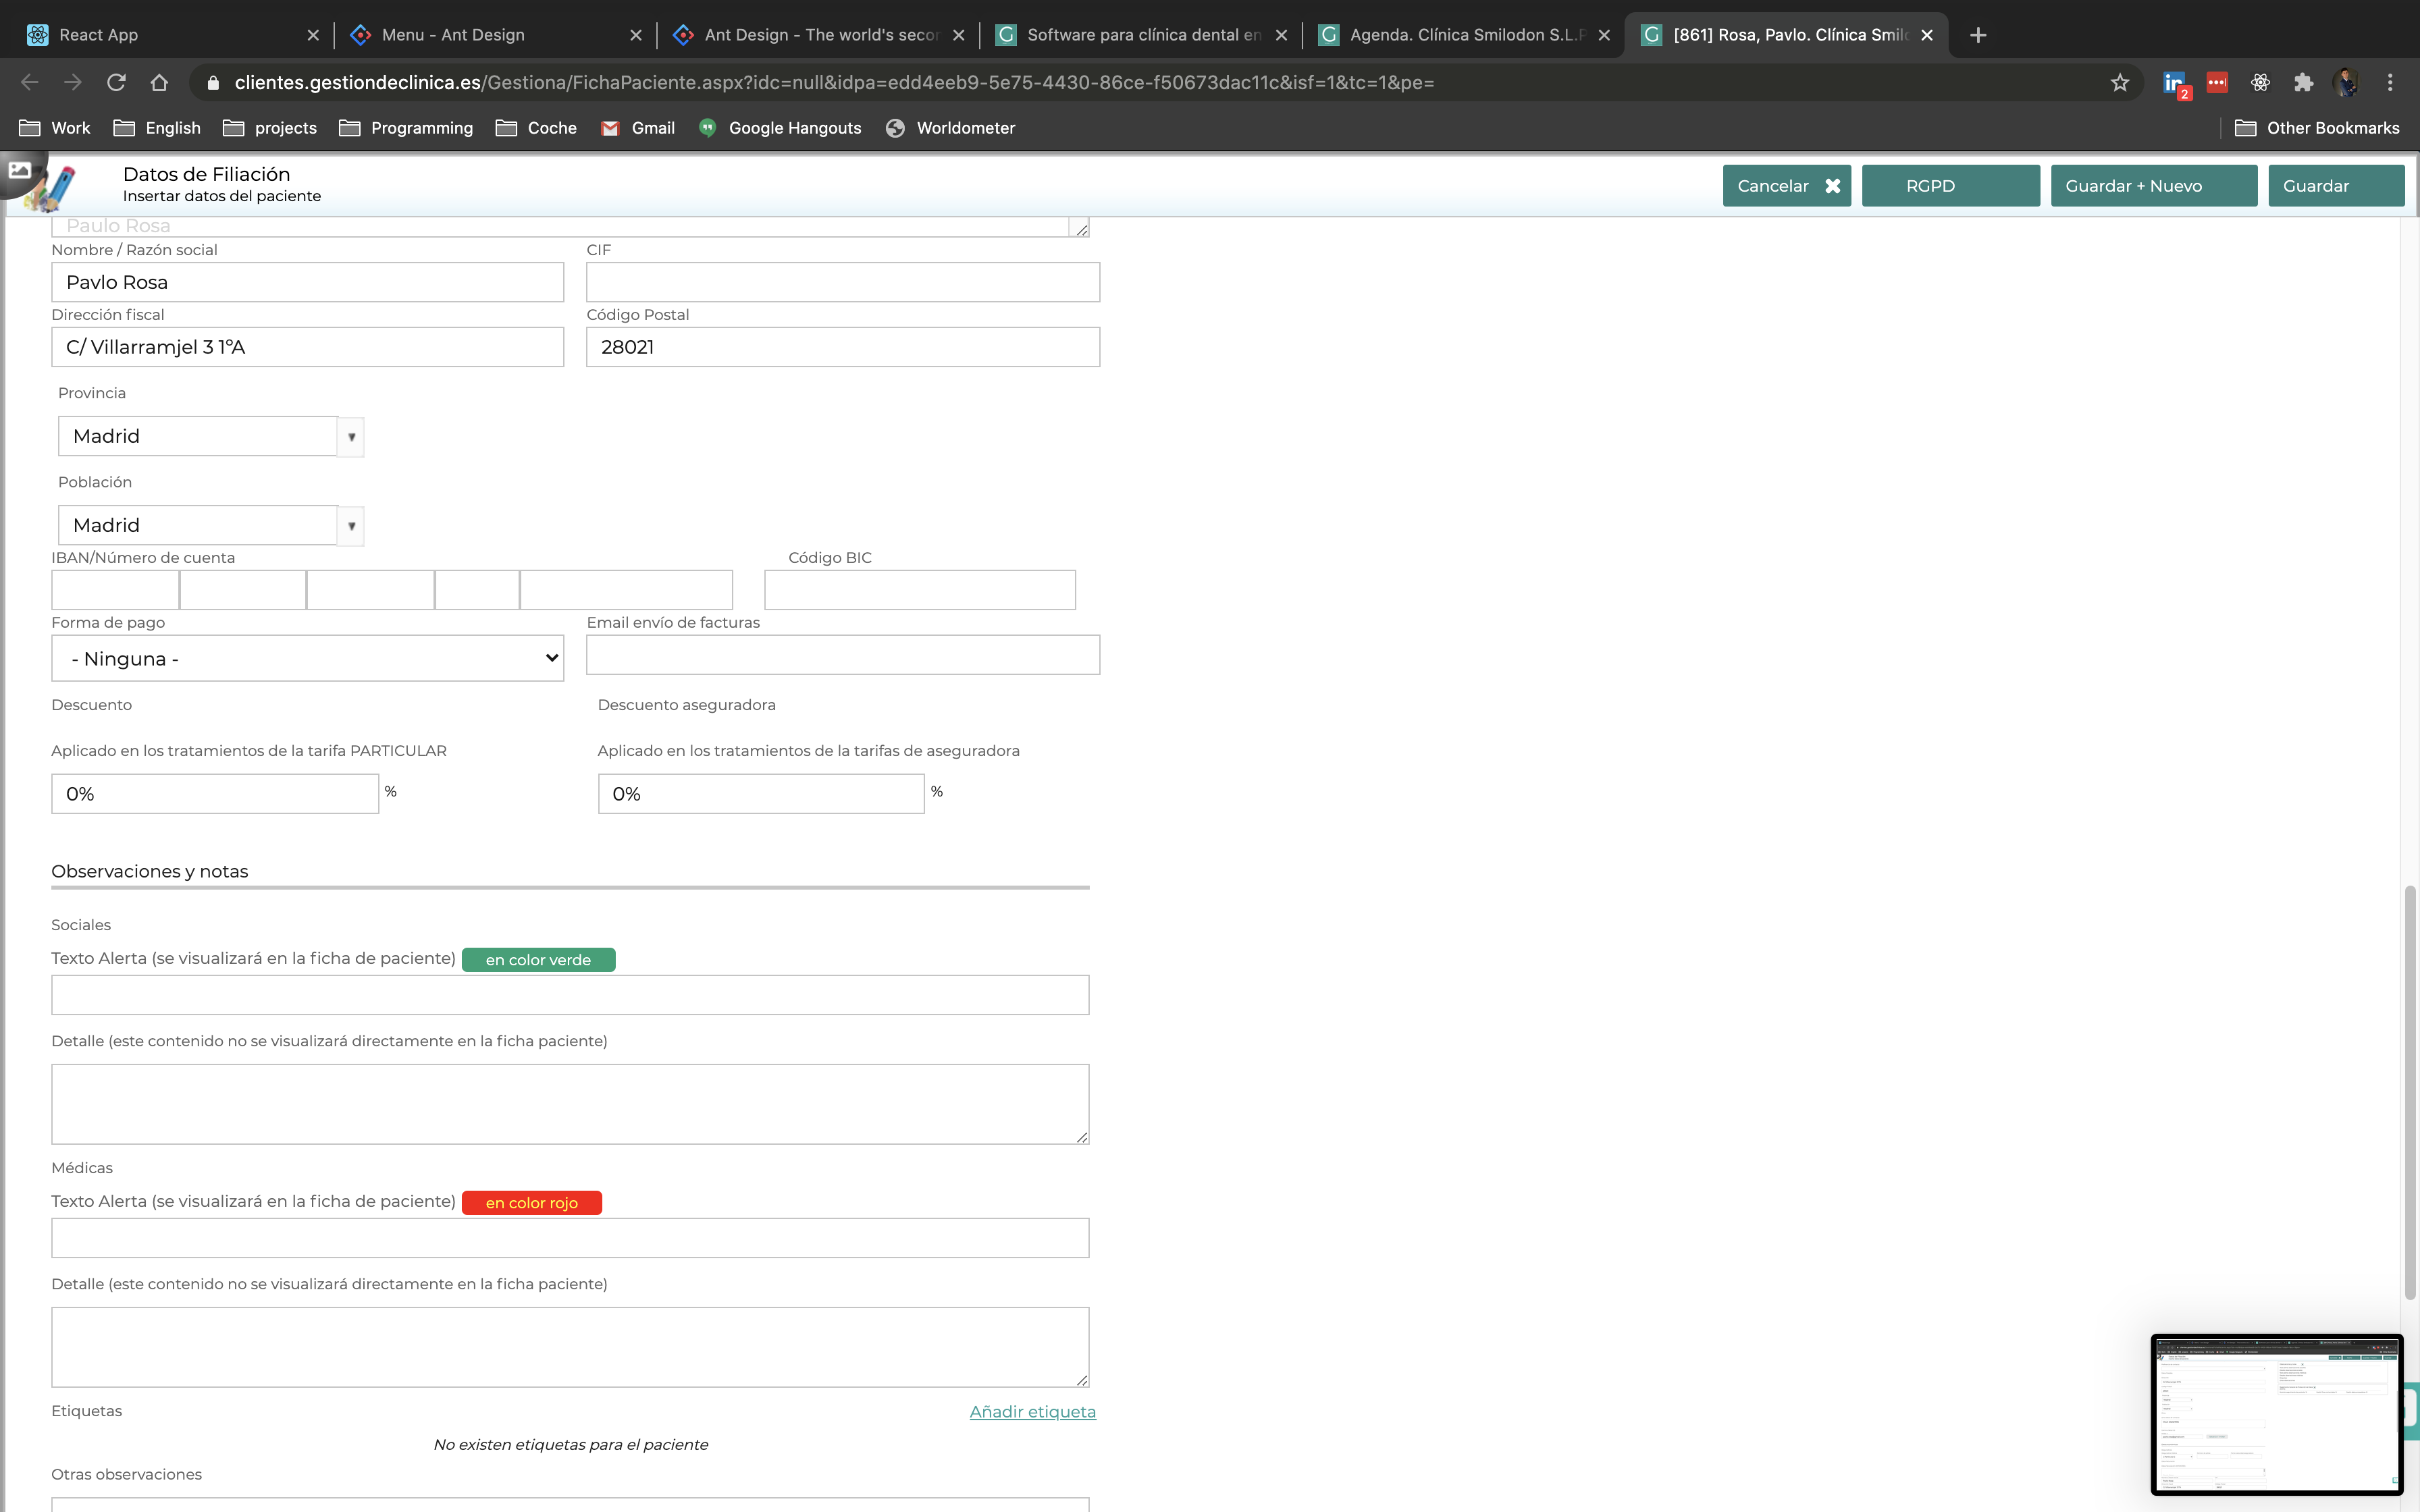 React App
Menu - Ant Design
Ant Design - The world's secon
Software para clínica dental en
Agenda. Clínica Smilodon S.L.P
[861] Rosa, Pavlo. Clínica Smilo
clientes.gestiondeclinica.es/Gestiona/FichaPaciente.aspx?idc=null&idpa=edd4eeb9-5e75-4430-86ce-f50673dac11c&isf=1&tc=1&pe=
2
Work
English
projects
Programming
Coche
Gmail
Google Hangouts
Worldometer
Other Bookmarks
Datos de Filiación
Insertar datos del paciente
Cancelar
RGPD
Guardar + Nuevo
Guardar
Paulo Rosa
Nombre / Razón social
CIF
Pavlo Rosa
Dirección fiscal
Código Postal
C/ Villarramjel 3 1ºA
28021
Provincia
Madrid
Población
Madrid
IBAN/Número de cuenta
Código BIC
Forma de pago
Email envío de facturas
- Ninguna -
Descuento
Descuento aseguradora
Aplicado en los tratamientos de la tarifa PARTICULAR
Aplicado en los tratamientos de la tarifas de aseguradora
0% %
0% %
Observaciones y notas
Sociales
Texto Alerta (se visualizará en la ficha de paciente) en color verde
Detalle (este contenido no se visualizará directamente en la ficha paciente)
Médicas
Texto Alerta (se visualizará en la ficha de paciente) en color rojo
Detalle (este contenido no se visualizará directamente en la ficha paciente)
Etiquetas
Añadir etiqueta
No existen etiquetas para el paciente
Otras observaciones